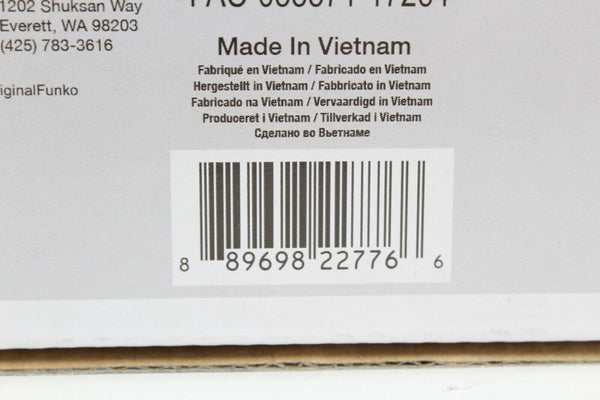 1202 Shuksan Way
Everett, WA 98203
(425) 783-3616
iginalFunko
Made In Vietnam
Fabriqué en Vietnam / Fabricado en Vietnam
Hergestellt in Vietnam / Fabbricato in Vietnam
Fabricado na Vietnam / Vervaardigd in Vietnam
Produceret i Vietnam / Tillverkad i Vietnam
Сделано во Вьетнаме
8 89698 22776 6